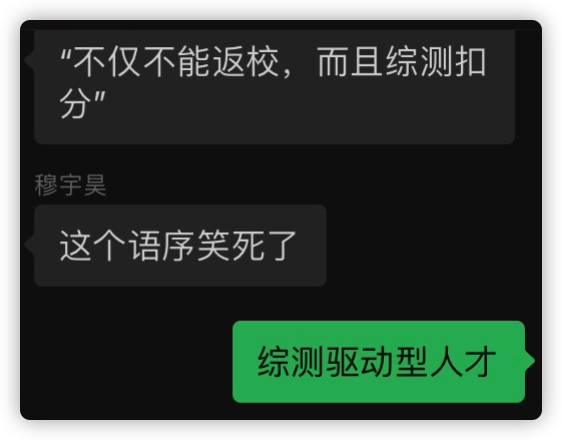 “不仅不能返校，而且综测扣
分”
穆宇昊
这个语序笑死了
综测驱动型人才